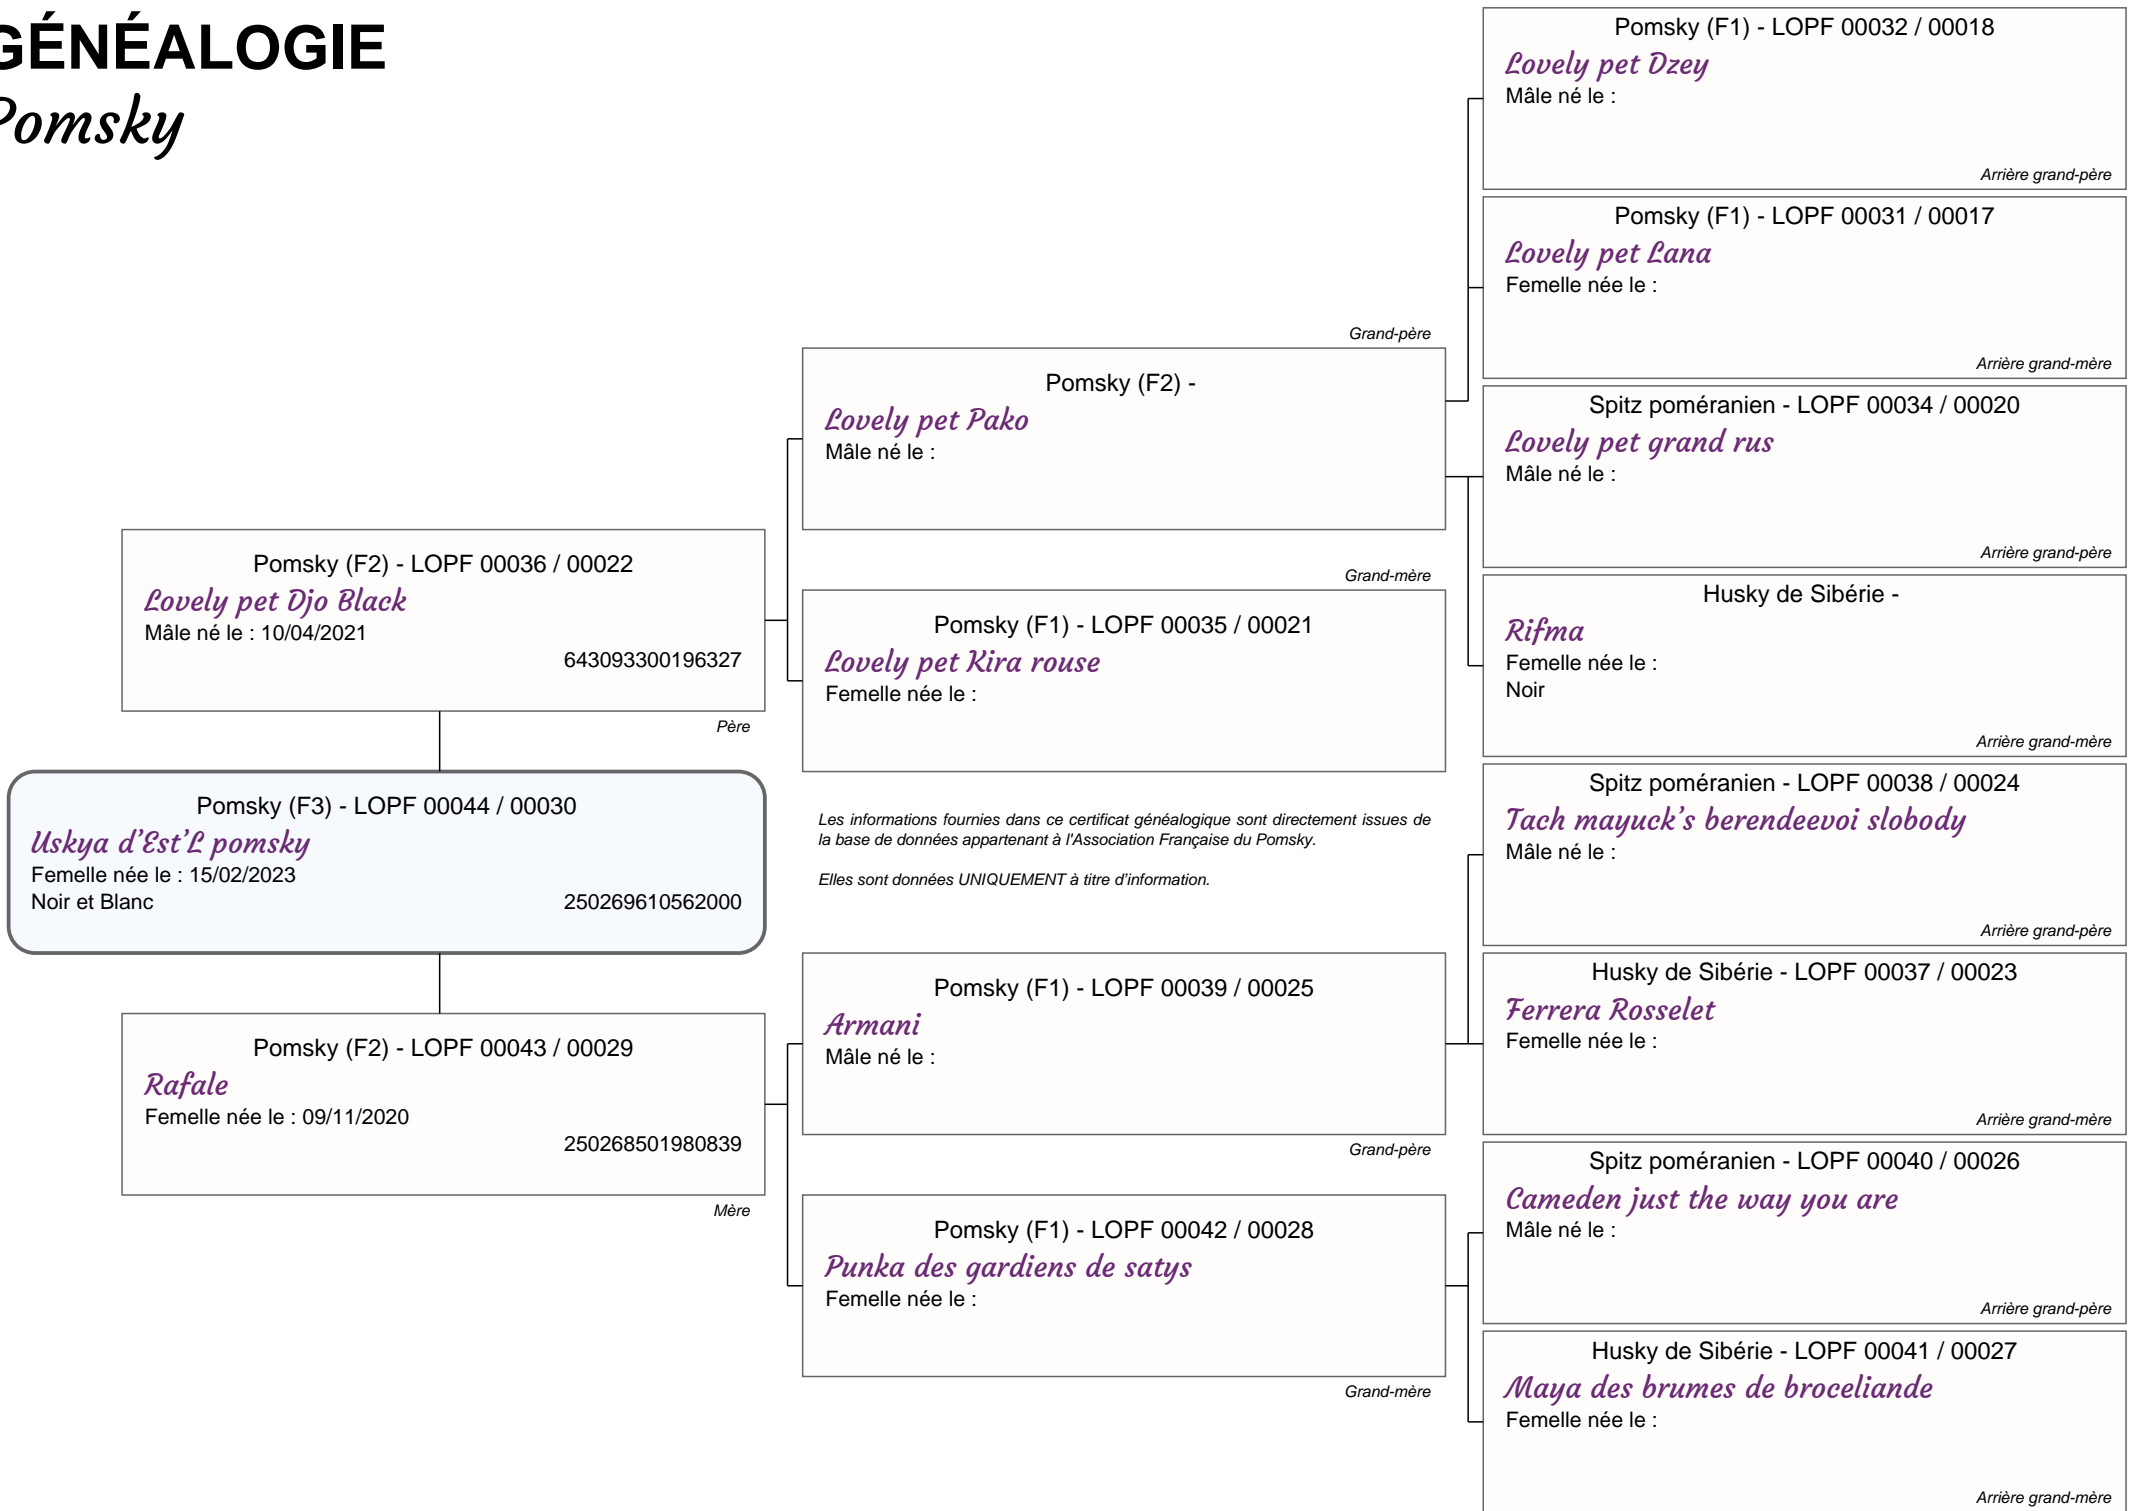 GÉNÉALOGIE
Pomsky
Pomsky (F2) - LOPF 00036 / 00022
Lovely pet Djo Black
Mâle né le : 10/04/2021
643093300196327
Père
Pomsky (F3) - LOPF 00044 / 00030
Uskya d’Est’L pomsky
Femelle née le : 15/02/2023
Noir et Blanc
250269610562000
Pomsky (F2) - LOPF 00043 / 00029
Rafale
Femelle née le : 09/11/2020
250268501980839
Mère
Grand-père
Pomsky (F2) -
Lovely pet Pako
Mâle né le :
Grand-mère
Pomsky (F1) - LOPF 00035 / 00021
Lovely pet Kira rouse
Femelle née le :
Les informations fournies dans ce certificat généalogique sont directement issues de
la base de données appartenant à l'Association Française du Pomsky.
Elles sont données UNIQUEMENT à titre d’information.
Pomsky (F1) - LOPF 00039 / 00025
Armani
Mâle né le :
Grand-père
Pomsky (F1) - LOPF 00042 / 00028
Punka des gardiens de satys
Femelle née le :
Grand-mère
Pomsky (F1) - LOPF 00032 / 00018
Lovely pet Dzey
Mâle né le :
Arrière grand-père
Pomsky (F1) - LOPF 00031 / 00017
Lovely pet Lana
Femelle née le :
Arrière grand-mère
Spitz poméranien - LOPF 00034 / 00020
Lovely pet grand rus
Mâle né le :
Arrière grand-père
Husky de Sibérie -
Rifma
Femelle née le :
Noir
Arrière grand-mère
Spitz poméranien - LOPF 00038 / 00024
Tach mayuck’s berendeevoi slobody
Mâle né le :
Arrière grand-père
Husky de Sibérie - LOPF 00037 / 00023
Ferrera Rosselet
Femelle née le :
Arrière grand-mère
Spitz poméranien - LOPF 00040 / 00026
Cameden just the way you are
Mâle né le :
Arrière grand-père
Husky de Sibérie - LOPF 00041 / 00027
Maya des brumes de broceliande
Femelle née le :
Arrière grand-mère